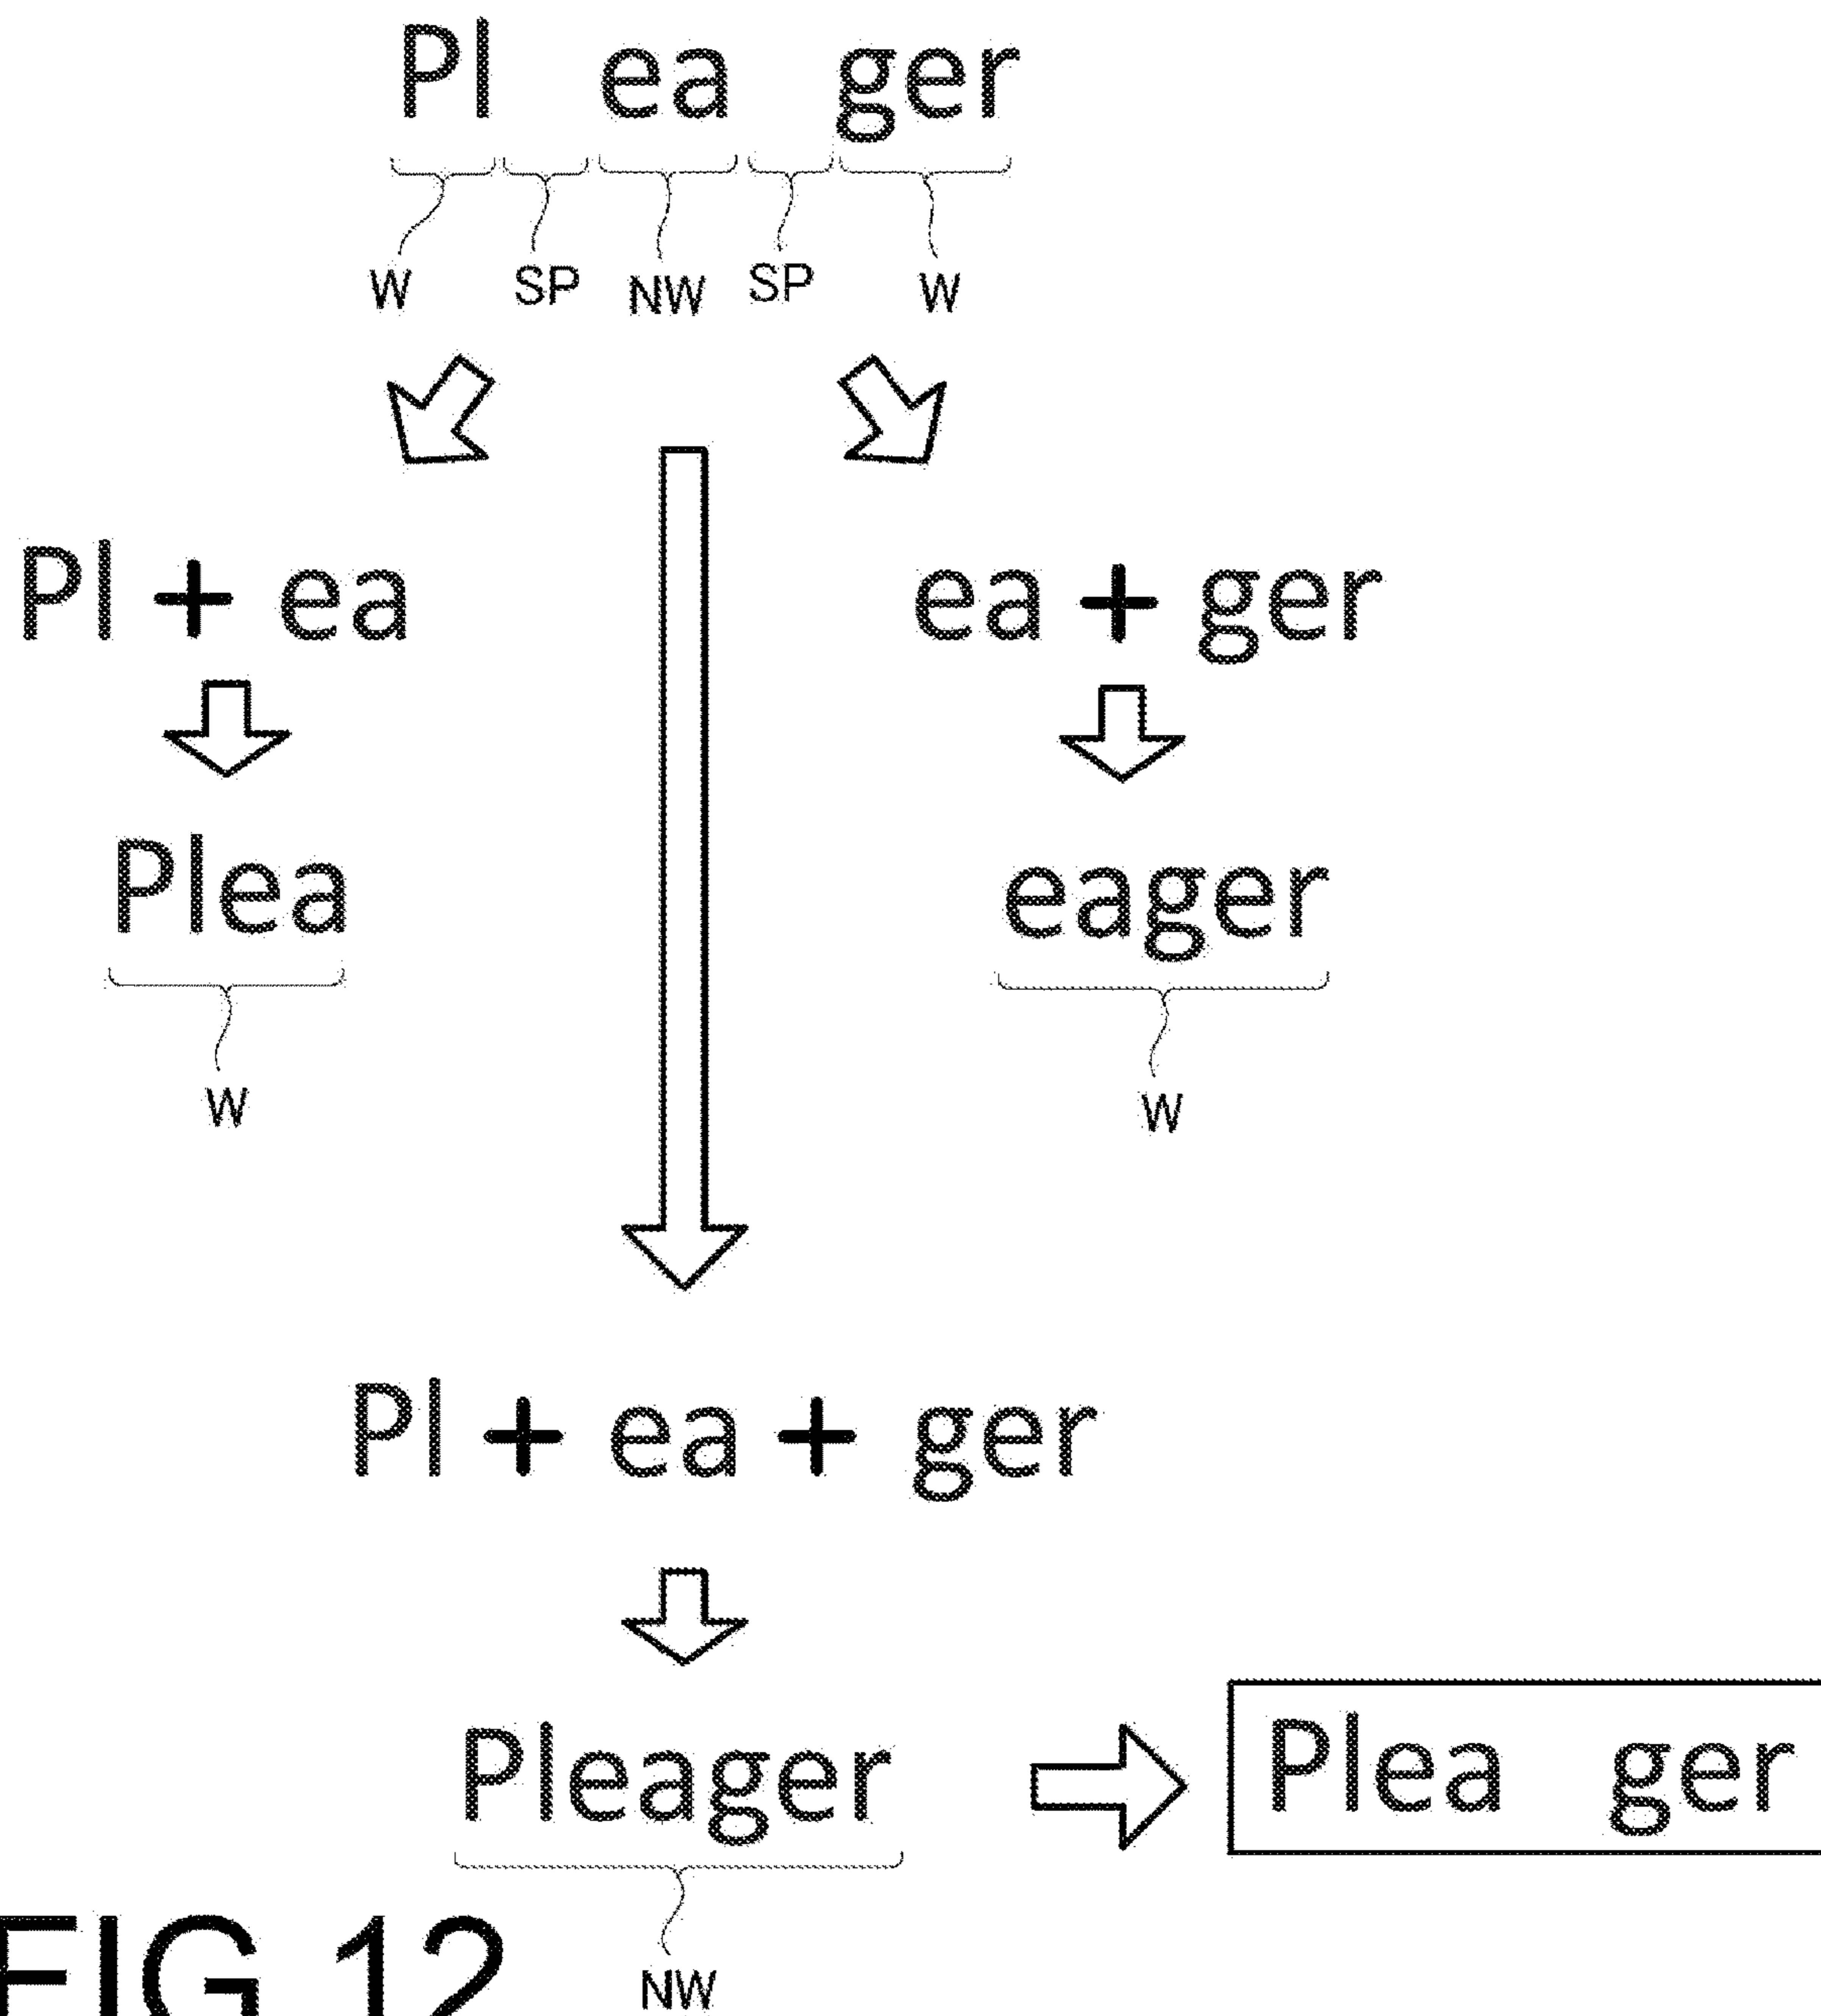 Pl ea ger
W SP NW SP W
Pl + ea
ea + ger
Plea
eager
W
W
Pl + ea + ger
Pleager
Plea ger
NW
FIG 12